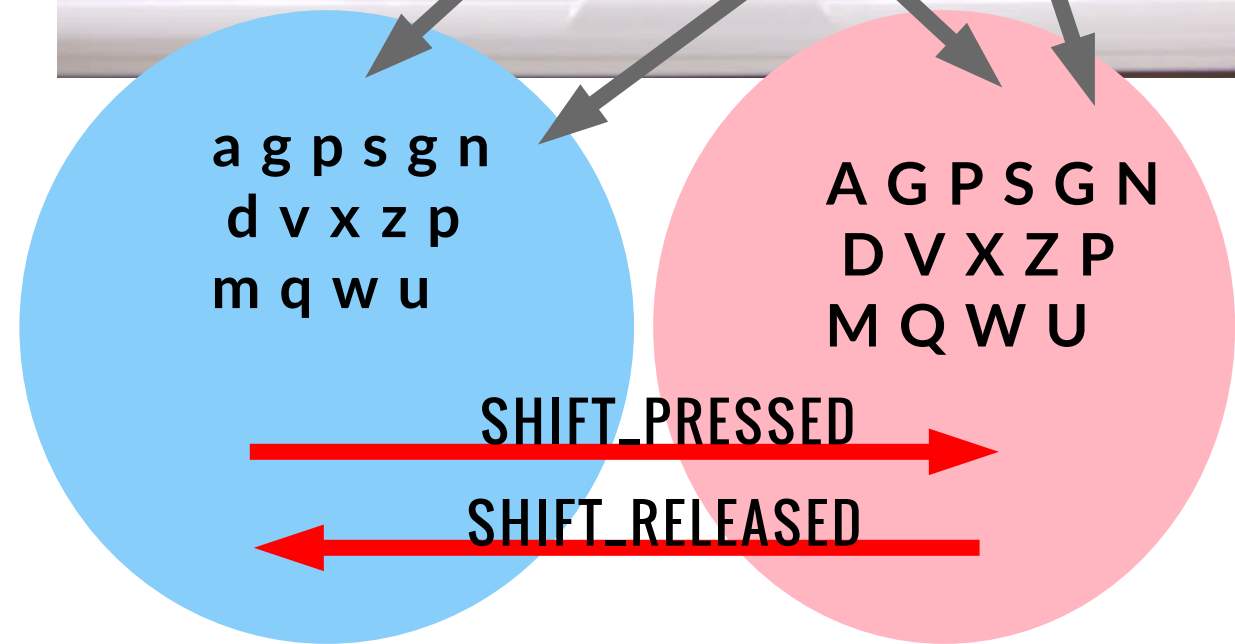 a g p s g n
d v x z p
m q w u
A G P S G N
D V X Z P
M Q W U
SHIFT_PRESSED
SHIFT_RELEASED